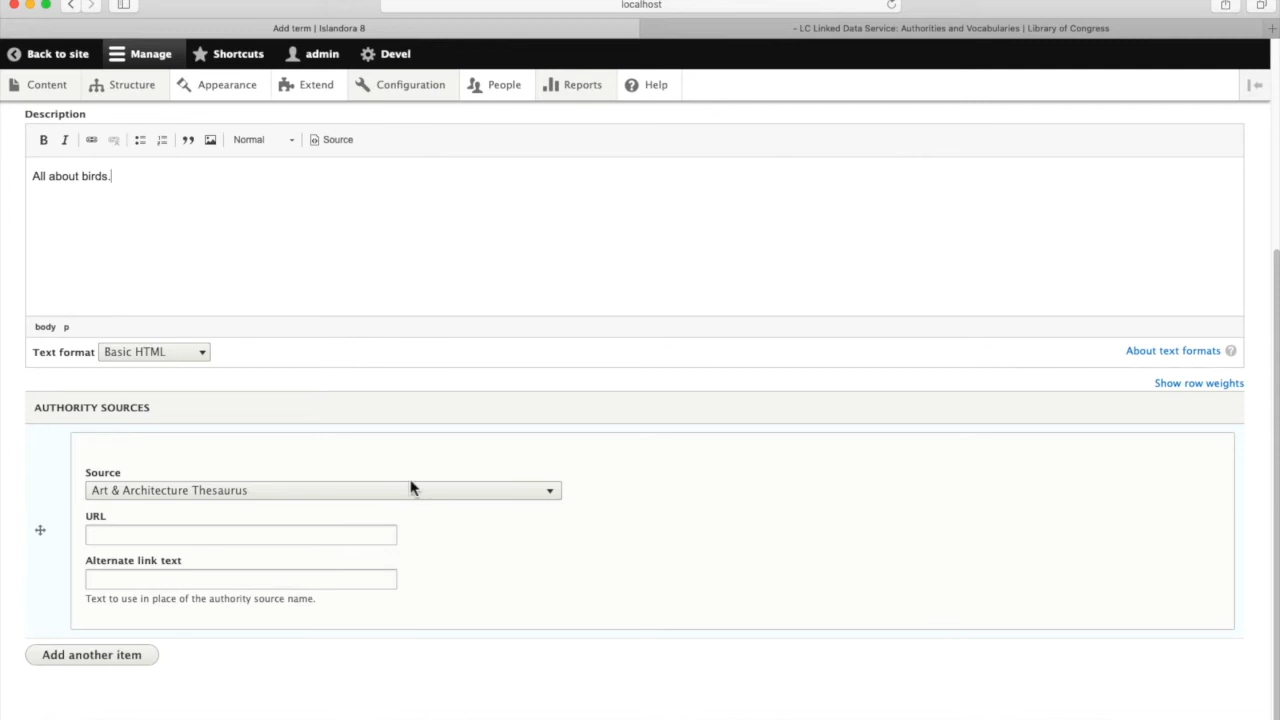 localhost
Add term | Islandora 8
- LC Linked Data Service: Authorities and Vocabularies | Library of Congress
Back to site Manage Shortcuts admin Devel
Content Structure Appearance Extend Configuration People Reports Help
Description
B I Normal Source
All about birds.
body p
Text format Basic HTML About text formats ?
Show row weights
AUTHORITY SOURCES
Source
Art & Architecture Thesaurus
URL
Alternate link text
Text to use in place of the authority source name.
Add another item